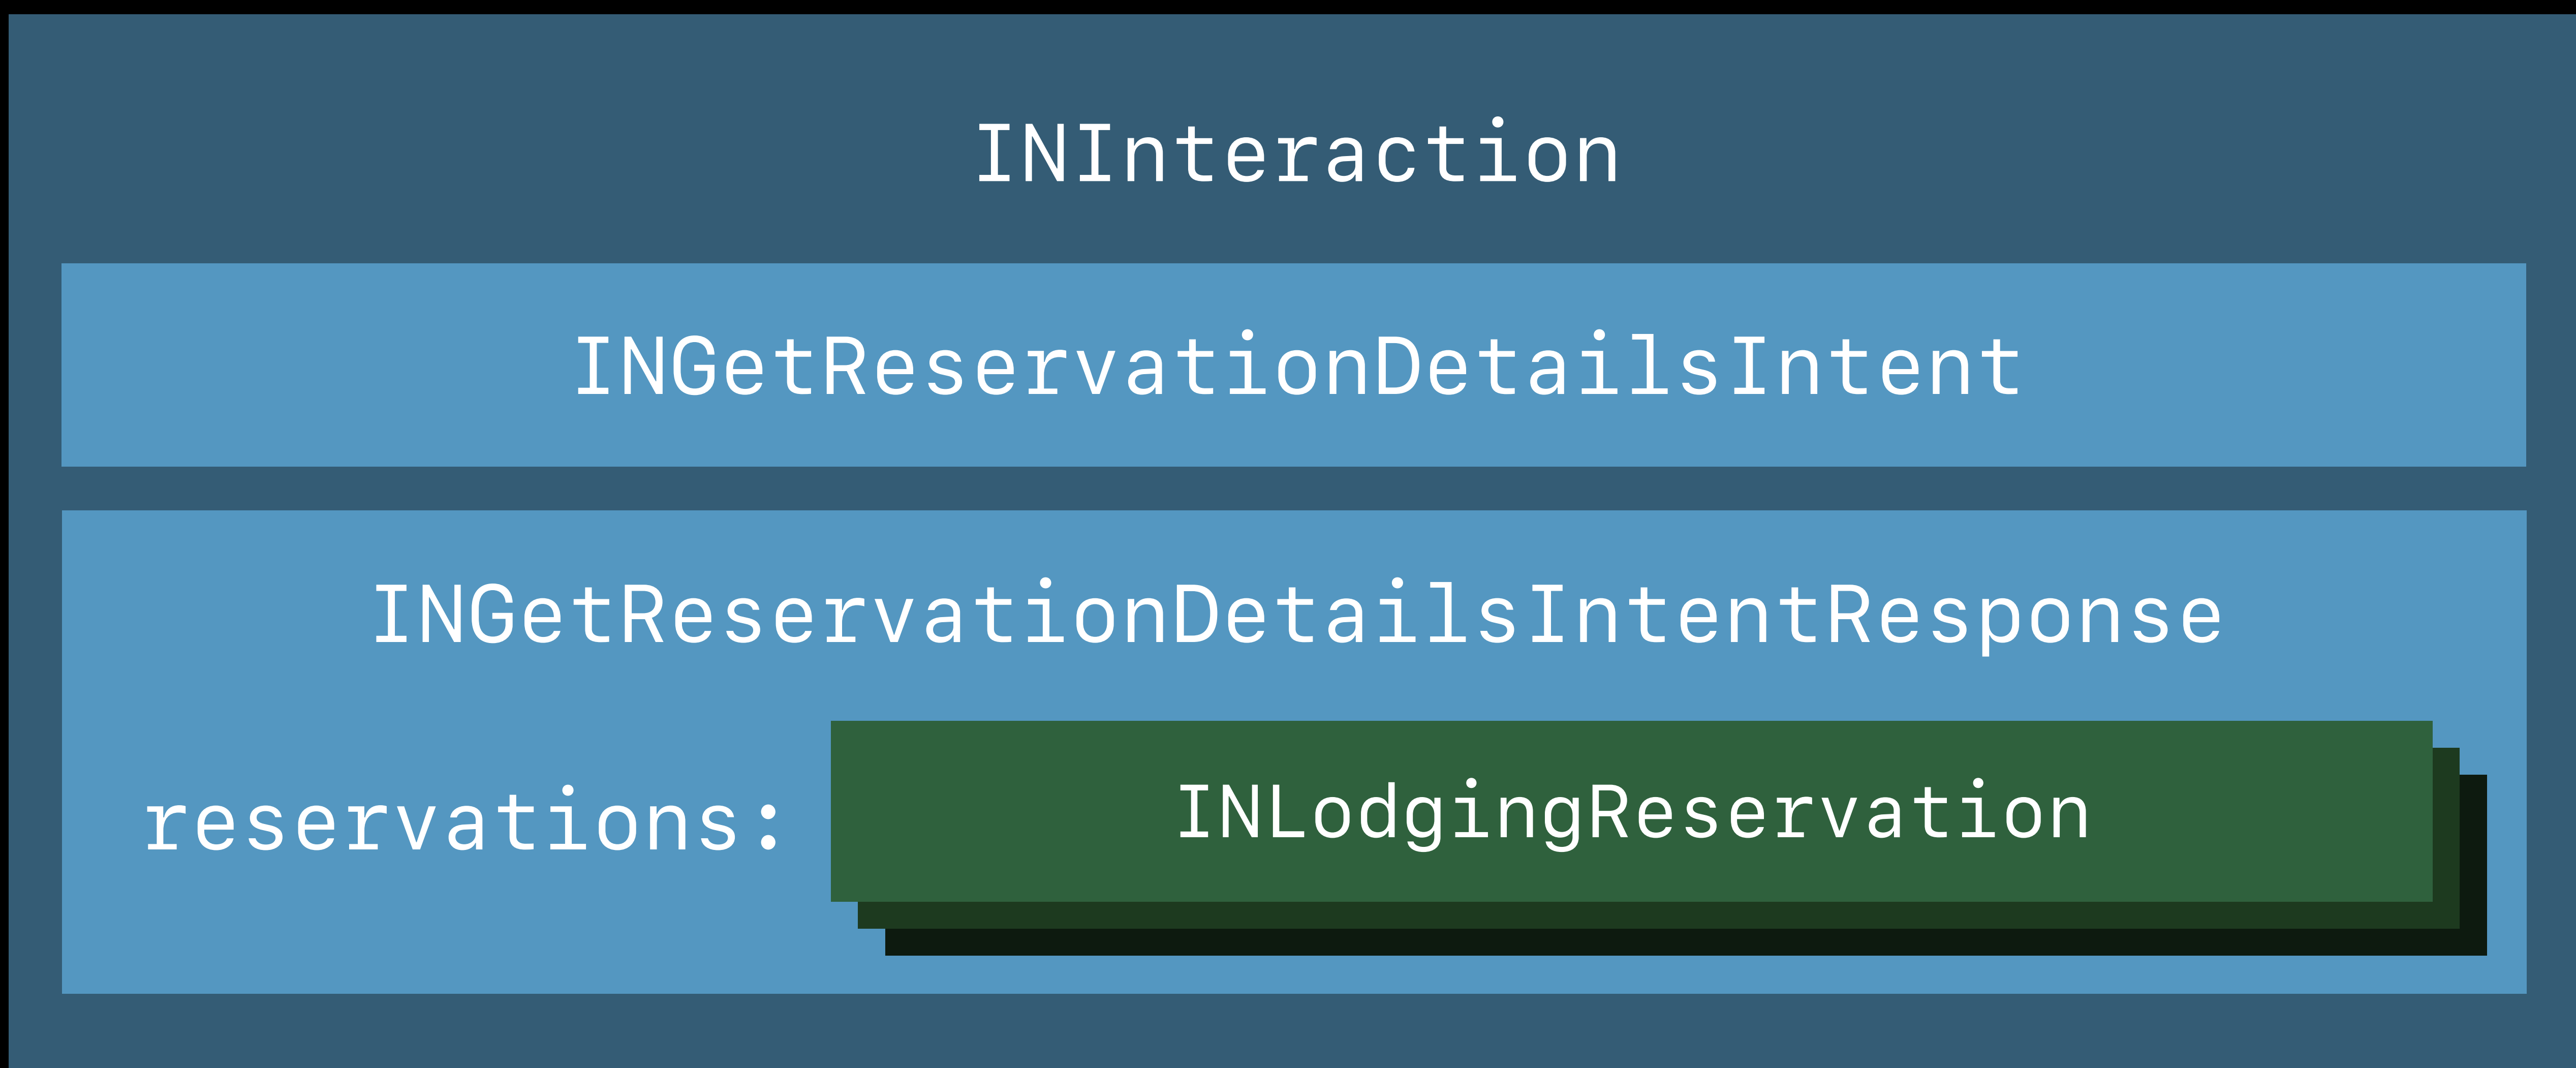 INInteraction
INGetReservationDetailsIntent
INGetReservationDetailsIntentResponse
reservations: INLodgingReservation